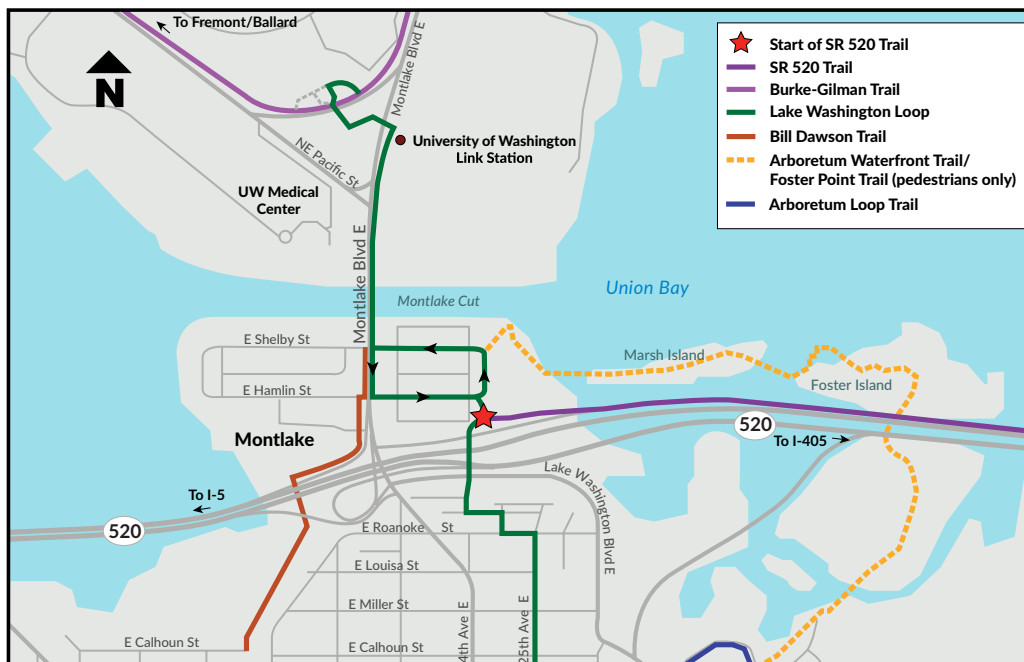 To Fremont/Ballard
N
Montlake Blvd E
University of Washington
Link Station
NE Pacific St
UW Medical
Center
Start of SR 520 Trail
SR 520 Trail
Burke-Gilman Trail
Lake Washington Loop
Bill Dawson Trail
Arboretum Waterfront Trail/
Foster Point Trail (pedestrians only)
Arboretum Loop Trail
Montlake Blvd E
Montlake Cut
Union Bay
E Shelby St
Marsh Island
Foster Island
E Hamlin St
Montlake
520
To I-405
To I-5
520
Lake Washington Blvd E
E Roanoke St
E Louisa St
E Miller St
4th Ave E
25th Ave E
E Calhoun St
E Calhoun St